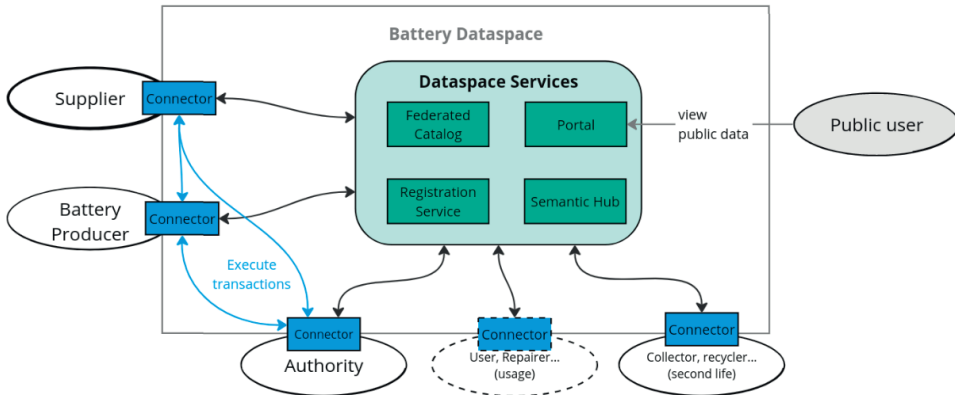 Battery Dataspace
Dataspace Services
Supplier
Connector
Federated
Catalog
Portal
view
public data
Public user
Registration
Service
Semantic Hub
Battery
Producer
Connector
Execute
transactions
Connector
Authority
Connector
User, Repairer...
(usage)
Connector
Collector, recycler...
(second life)